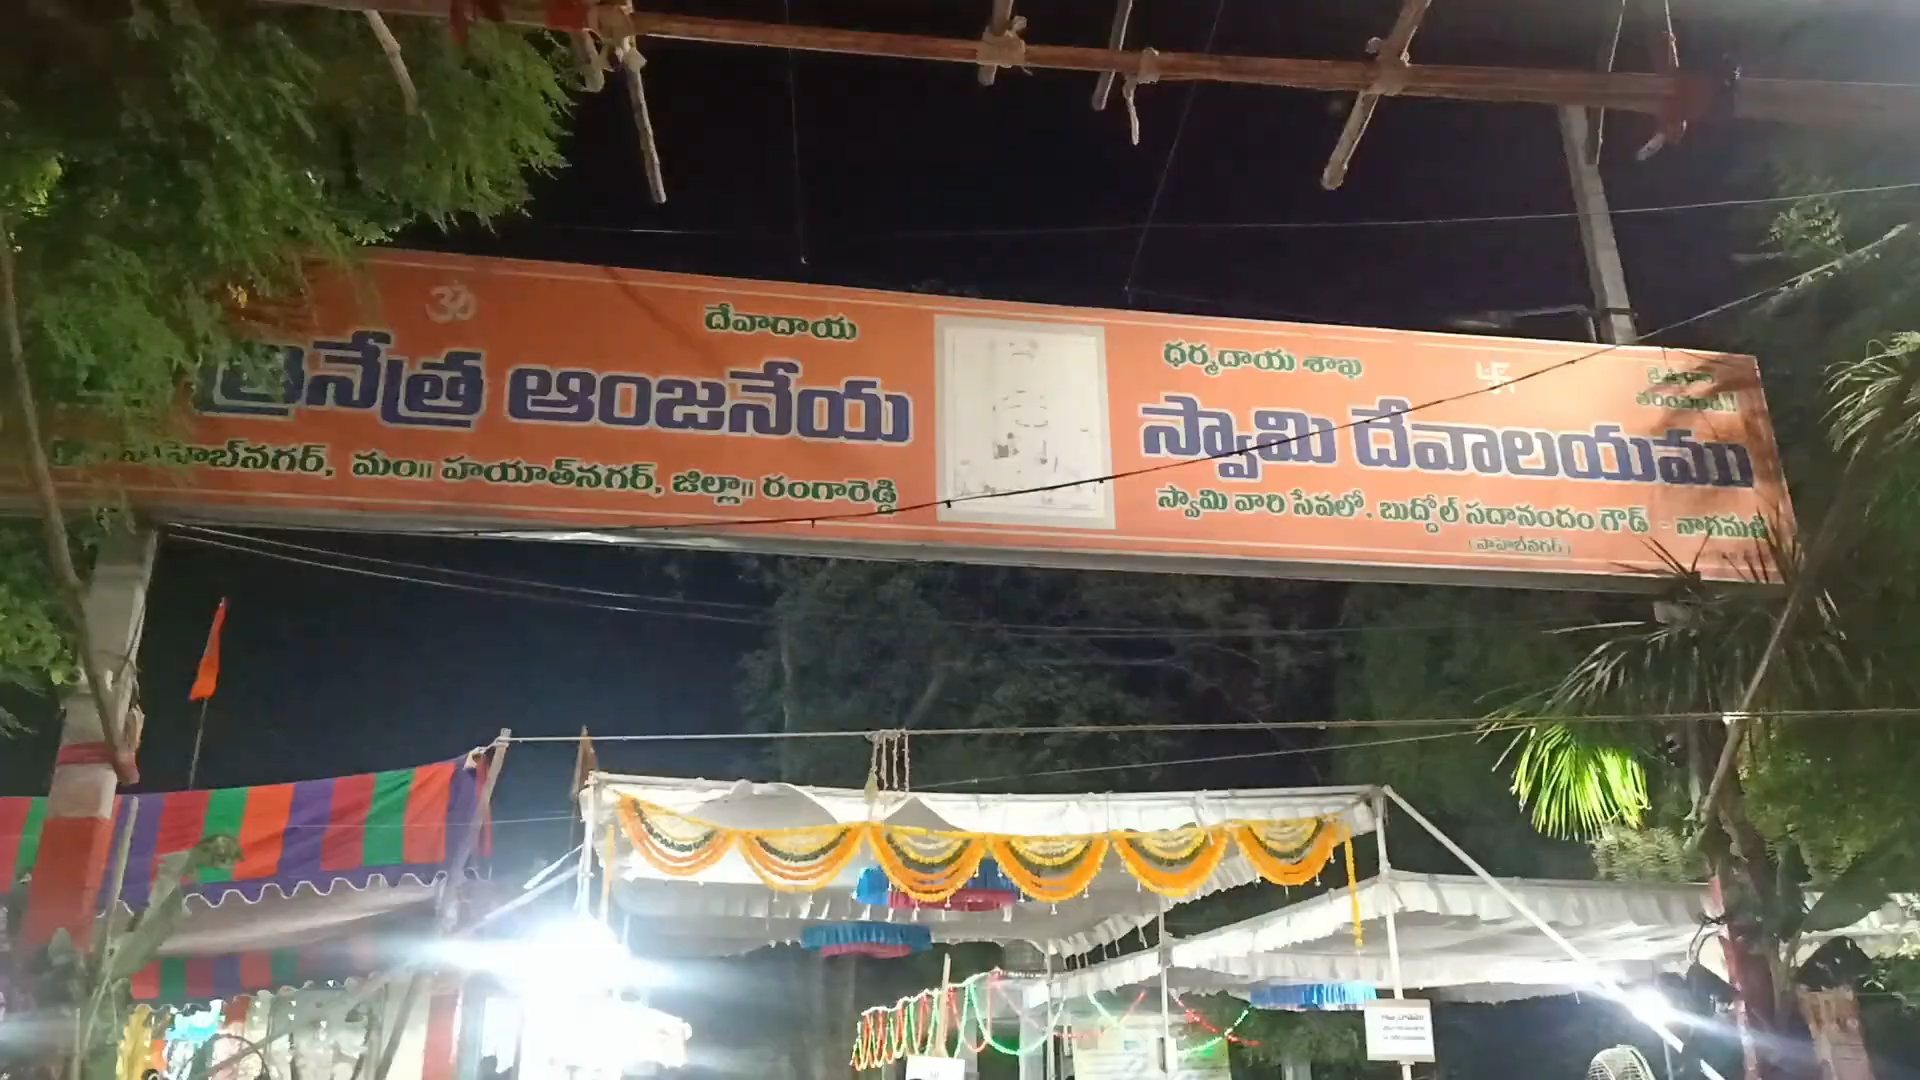 ॐ
దేవాదాయ ధర్మదాయ శాఖ
త్రినేత్ర ఆంజనేయ స్వామి దేవాలయము
సాహెబ్‌నగర్, మం॥ హయాత్‌నగర్, జిల్లా॥ రంగారెడ్డి
స్వామి వారి సేవలో. బుద్దోల్ సదానందం గౌడ్ - నాగమణి
(సాహెబ్‌నగర్)